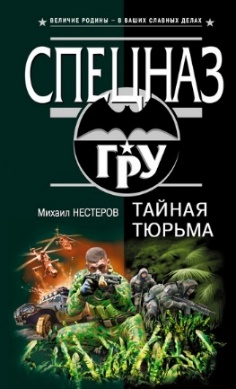 ВЕЛИЧИЕ РОДИНЫ – В ВАШИХ СЛАВНЫХ ДЕЛАХ
СПЕЦНАЗ
ГРУ
Михаил НЕСТЕРОВ ТАЙНАЯ
ТЮРЬМА